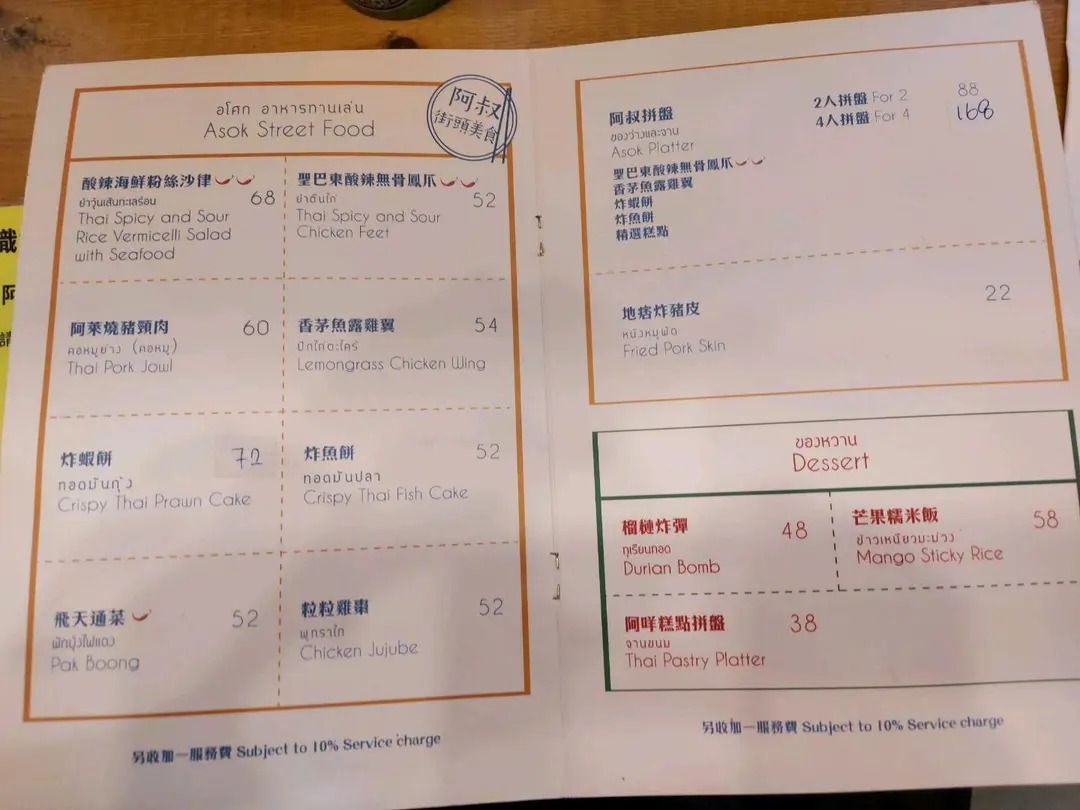 อโศก อาหารทานเล่น
Asok Street Food
阿叔
街頭美食
酸辣海鮮粉絲沙律
ยำวุ้นเส้นทะเลร้อน
68
Thai Spicy and Sour
Rice Vermicelli Salad
with Seafood
聖巴東酸辣無骨鳳爪
ยำตีนไก่
52
Thai Spicy and Sour
Chicken Feet
阿萊燒豬頸肉
60
คอหมูย่าง (คอหมู)
Thai Pork Jowl
香茅魚露雞翼
54
ปีกไก่ตะไคร้
Lemongrass Chicken Wing
炸蝦餅
72
ทอดมันกุ้ง
Crispy Thai Prawn Cake
炸魚餅
52
ทอดมันปลา
Crispy Thai Fish Cake
飛天通菜
52
ผักบุ้งไฟแดง
Pak Boong
粒粒雞棗
52
พุทราไก่
Chicken Jujube
另收加一服務費 Subject to 10% Service charge
阿叔拼盤
ของว่างและจาน
Asok Platter
2人拼盤 For 2 88
4人拼盤 For 4 168
聖巴東酸辣無骨鳳爪
香茅魚露雞翼
炸蝦餅
炸魚餅
精選糕點
地痞炸豬皮
22
Fried Pork Skin
ของหวาน
Dessert
榴槤炸彈
48
ทุเรียนทอด
Durian Bomb
芒果糯米飯
58
ข้าวเหนียวมะม่วง
Mango Sticky Rice
阿咩糕點拼盤
38
จานขนม
Thai Pastry Platter
另收加一服務費 Subject to 10% Service charge